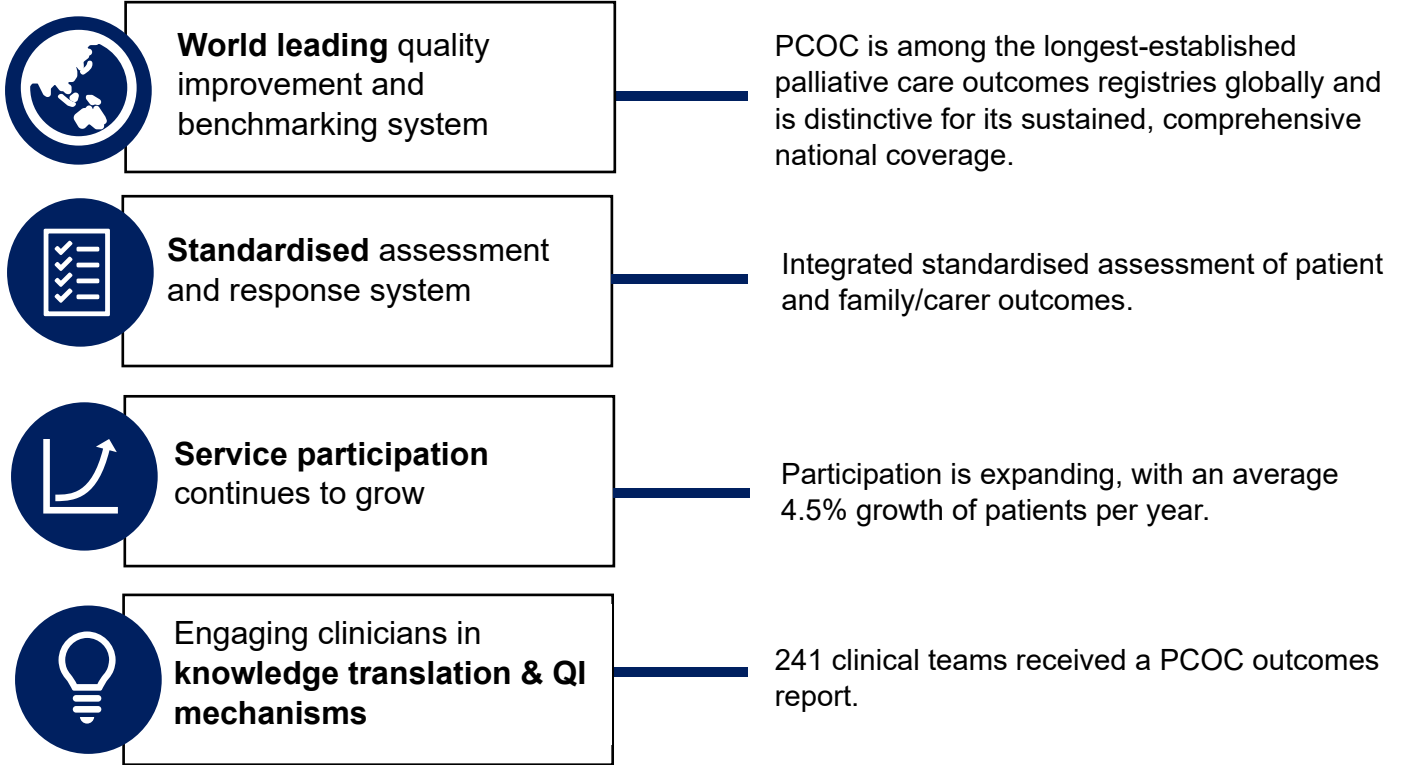 World leading quality
improvement and
benchmarking system
PCOC is among the longest-established
palliative care outcomes registries globally and
is distinctive for its sustained, comprehensive
national coverage.
Standardised assessment
and response system
Integrated standardised assessment of patient
and family/carer outcomes.
Service participation
continues to grow
Participation is expanding, with an average
4.5% growth of patients per year.
Engaging clinicians in
knowledge translation & QI
mechanisms
241 clinical teams received a PCOC outcomes
report.